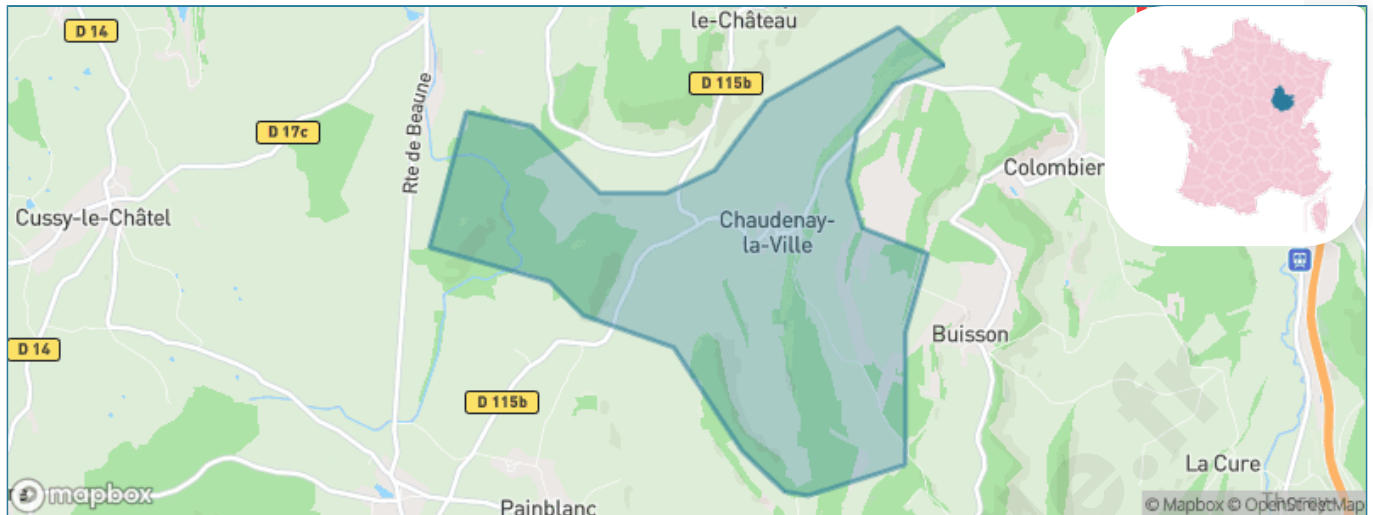 le-Château
D 14
D 115b
Rte de Beaune
D 17c
Colombier
Cussy-le-Châtel
Chaudenay-
la-Ville
Buisson
D 14
D 115b
La Cure
Painblanc
mapbox
© Mapbox © OpenStreetMap